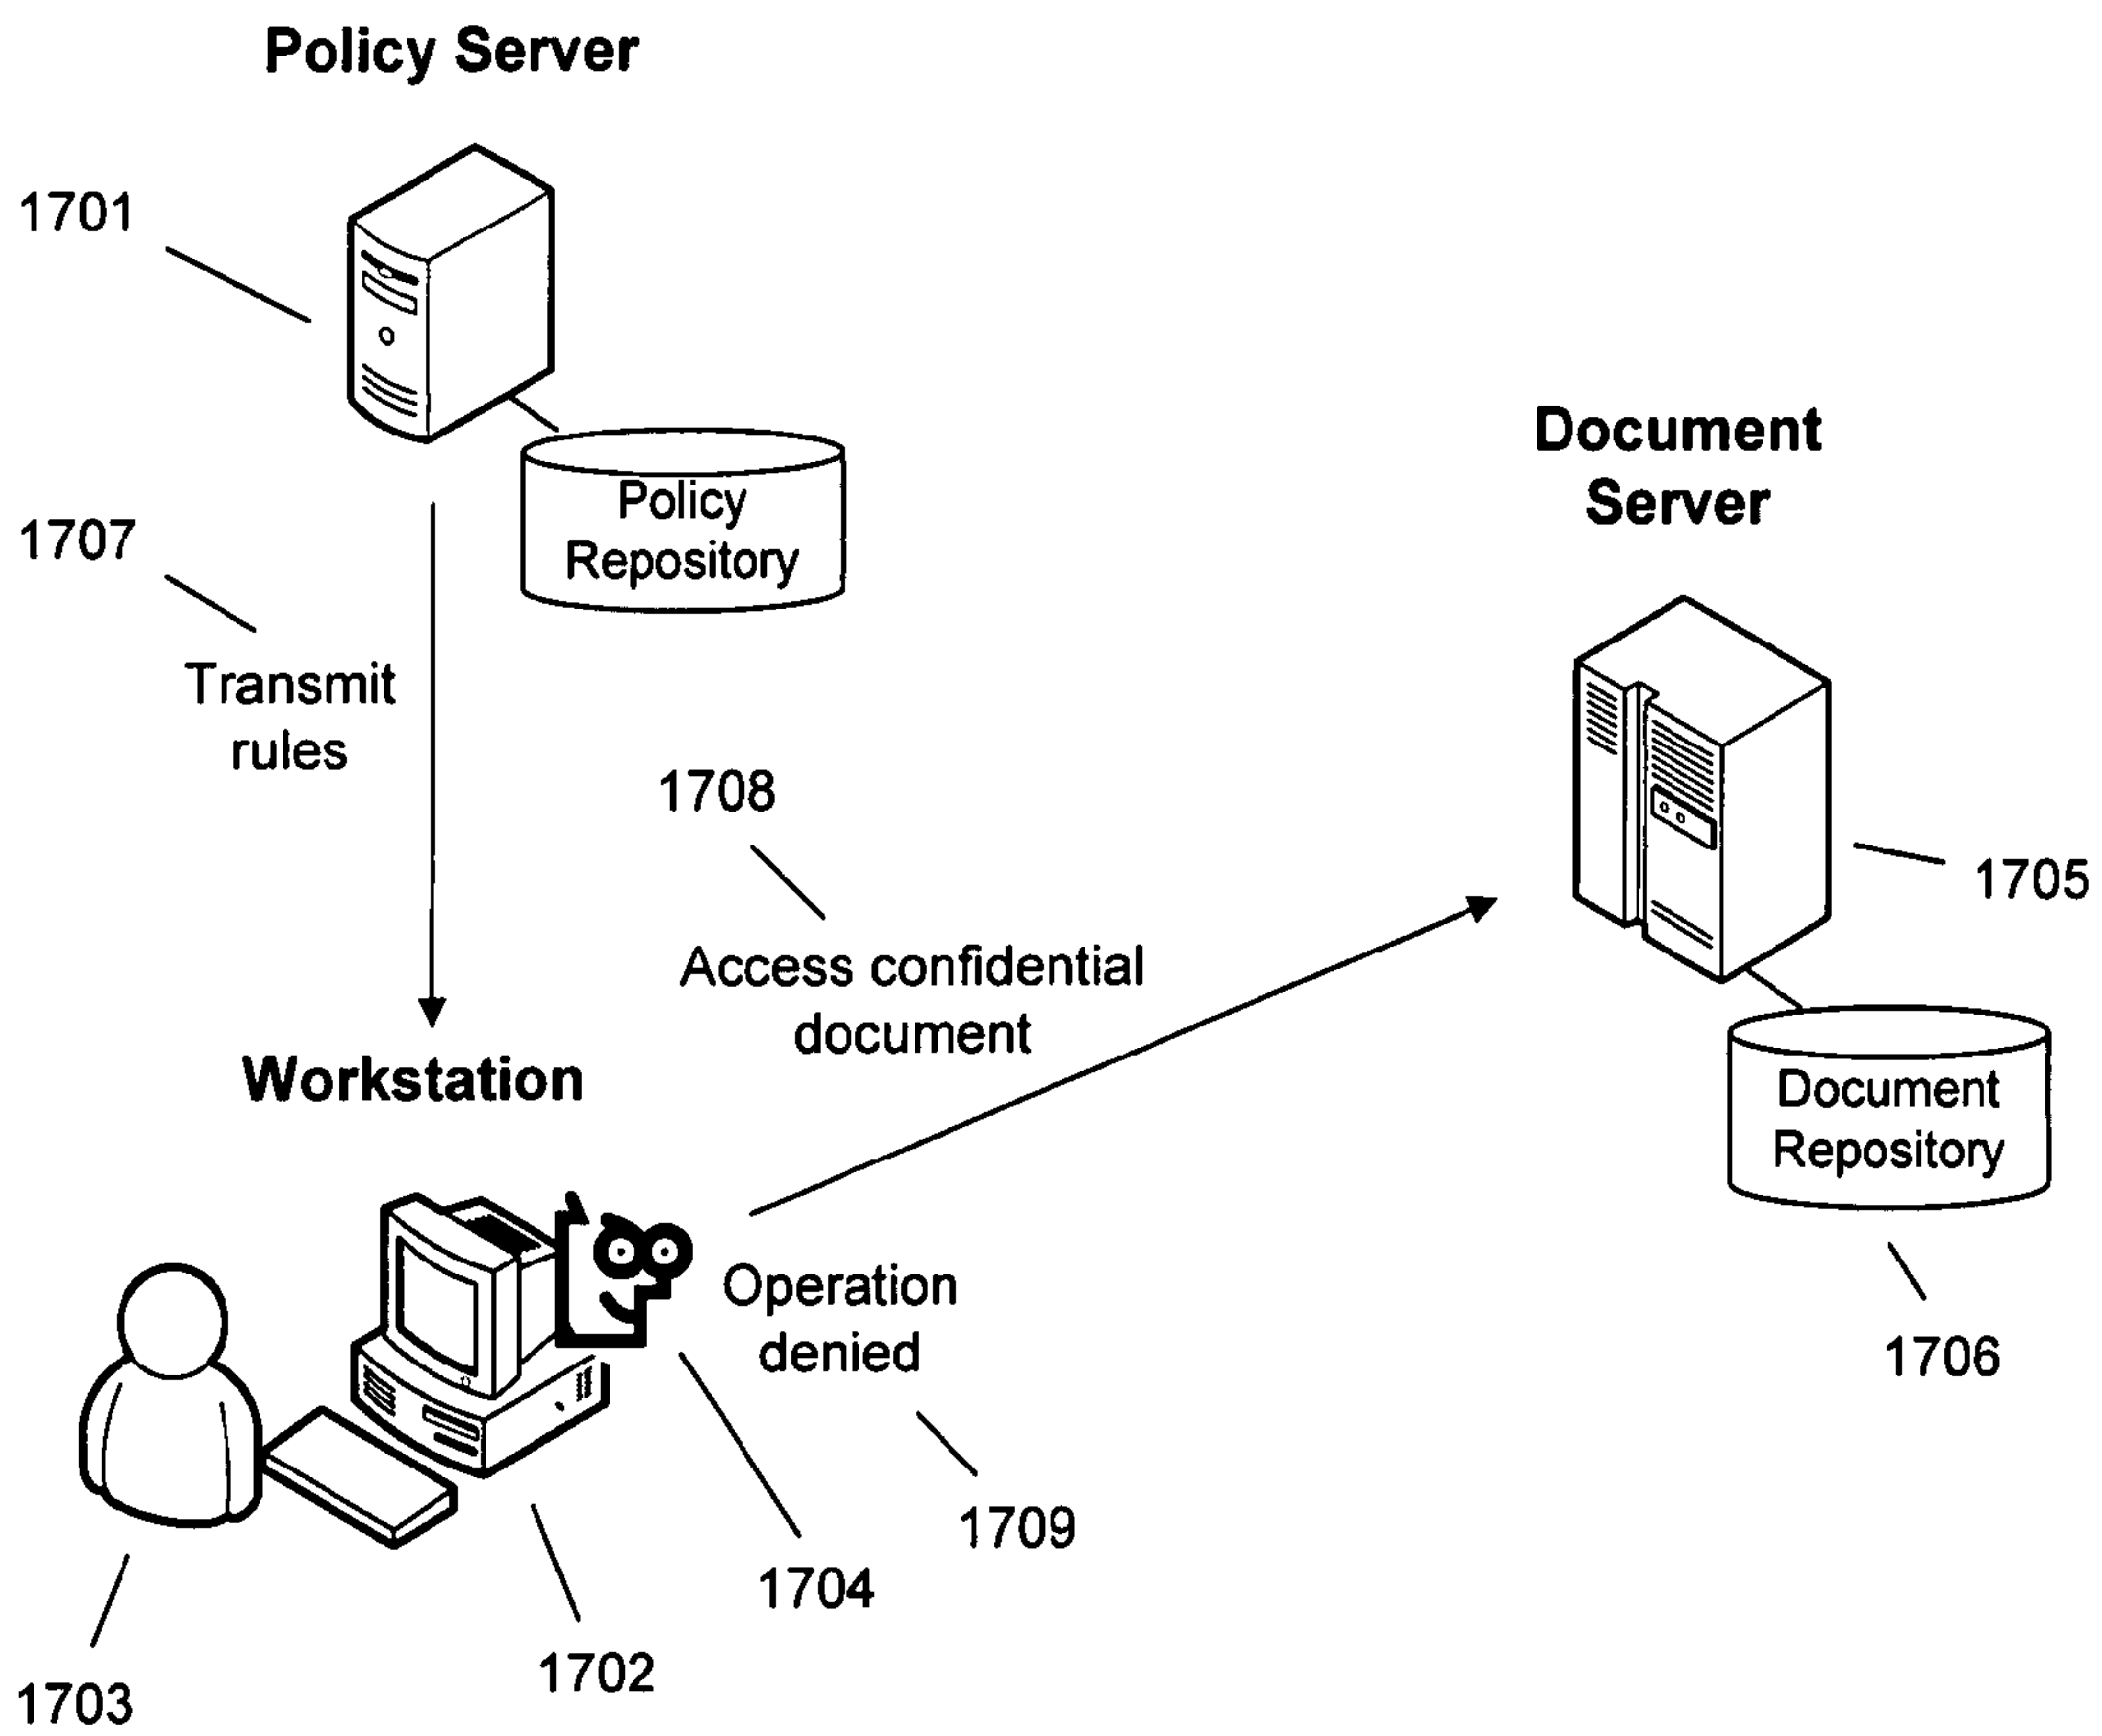 Policy Server
1701
Policy
Repository
1707
Transmit
rules
Document
Server
1708
1705
Access confidential
document
Workstation
Document
Repository
Operation
denied
1706
1709
1704
1702
1703